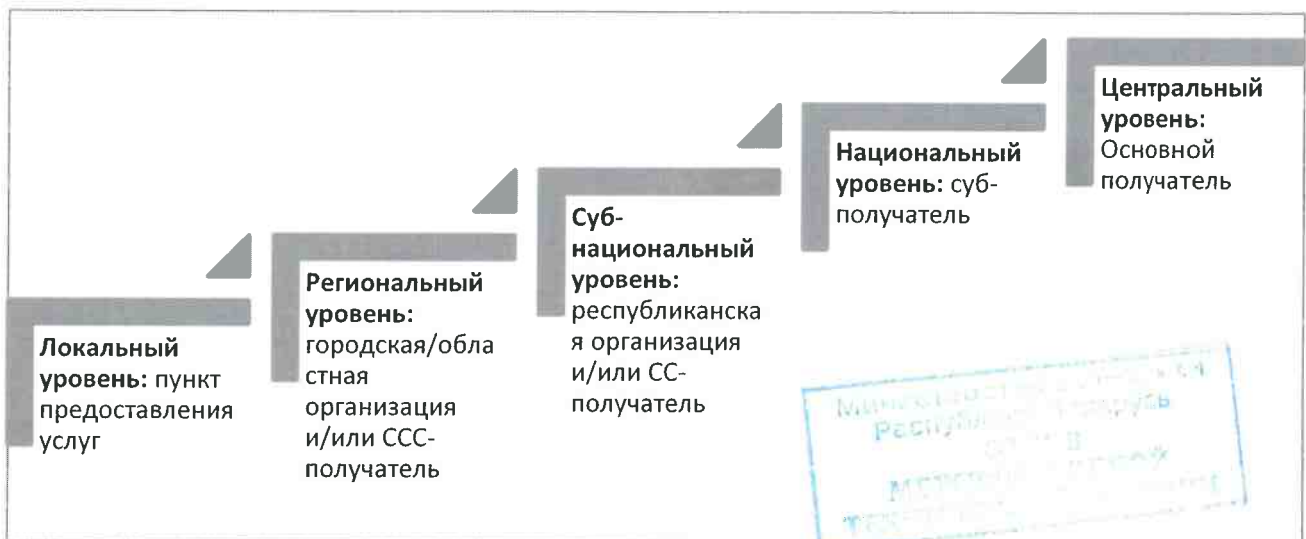 Локальный
уровень: пункт
предоставления
услуг
Региональный
уровень:
городская/обла
стная
организация
и/или ССС-
получатель
Суб-
национальный
уровень:
республиканска
я организация
и/или СС-
получатель
Национальный
уровень: суб-
получатель
Центральный
уровень:
Основной
получатель